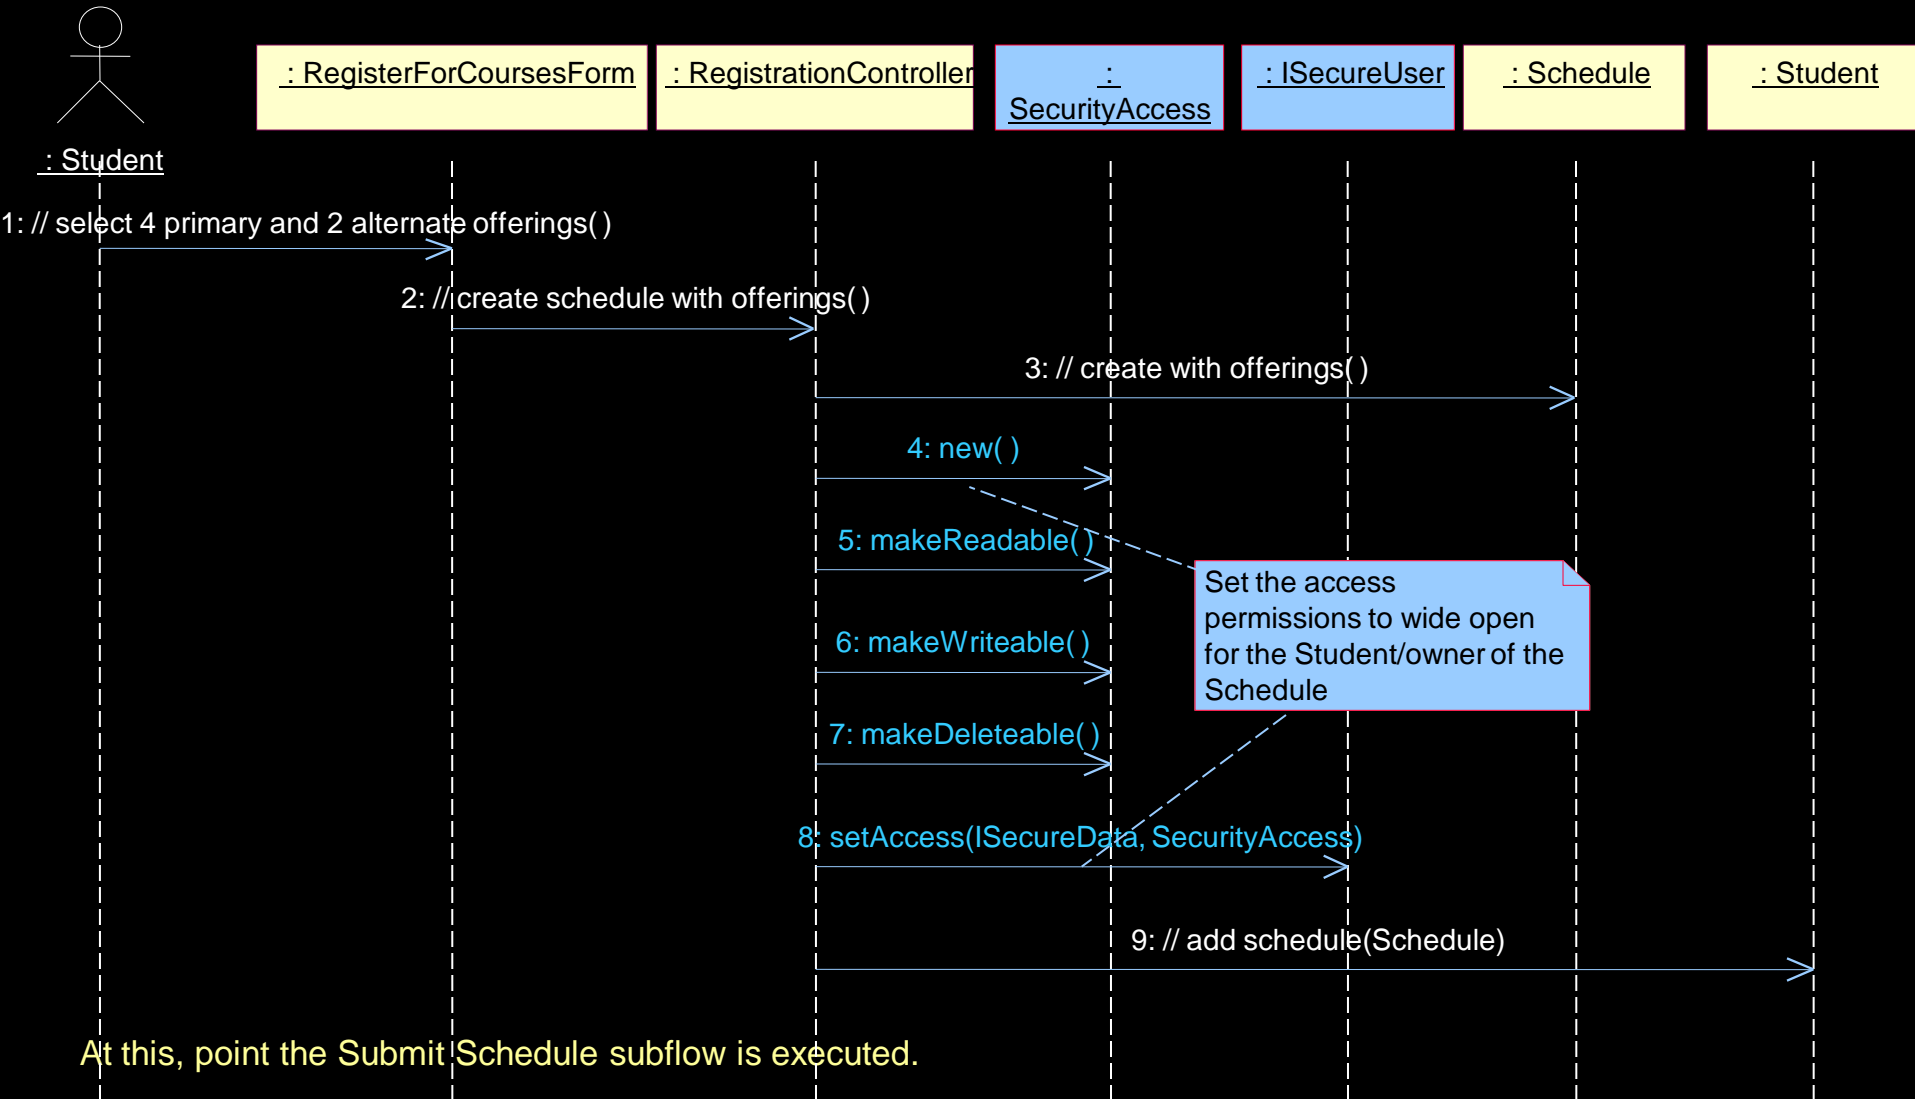 : RegisterForCoursesForm
: RegistrationController
:
SecurityAccess
: ISecureUser
: Schedule
: Student
: Student
1: // select 4 primary and 2 alternate offerings( )
2: // create schedule with offerings( )
3: // create with offerings( )
4: new( )
5: makeReadable( )
Set the access
permissions to wide open
for the Student/owner of the
Schedule
6: makeWriteable( )
7: makeDeleteable( )
8: setAccess(ISecureData, SecurityAccess)
9: // add schedule(Schedule)
At this, point the Submit Schedule subflow is executed.